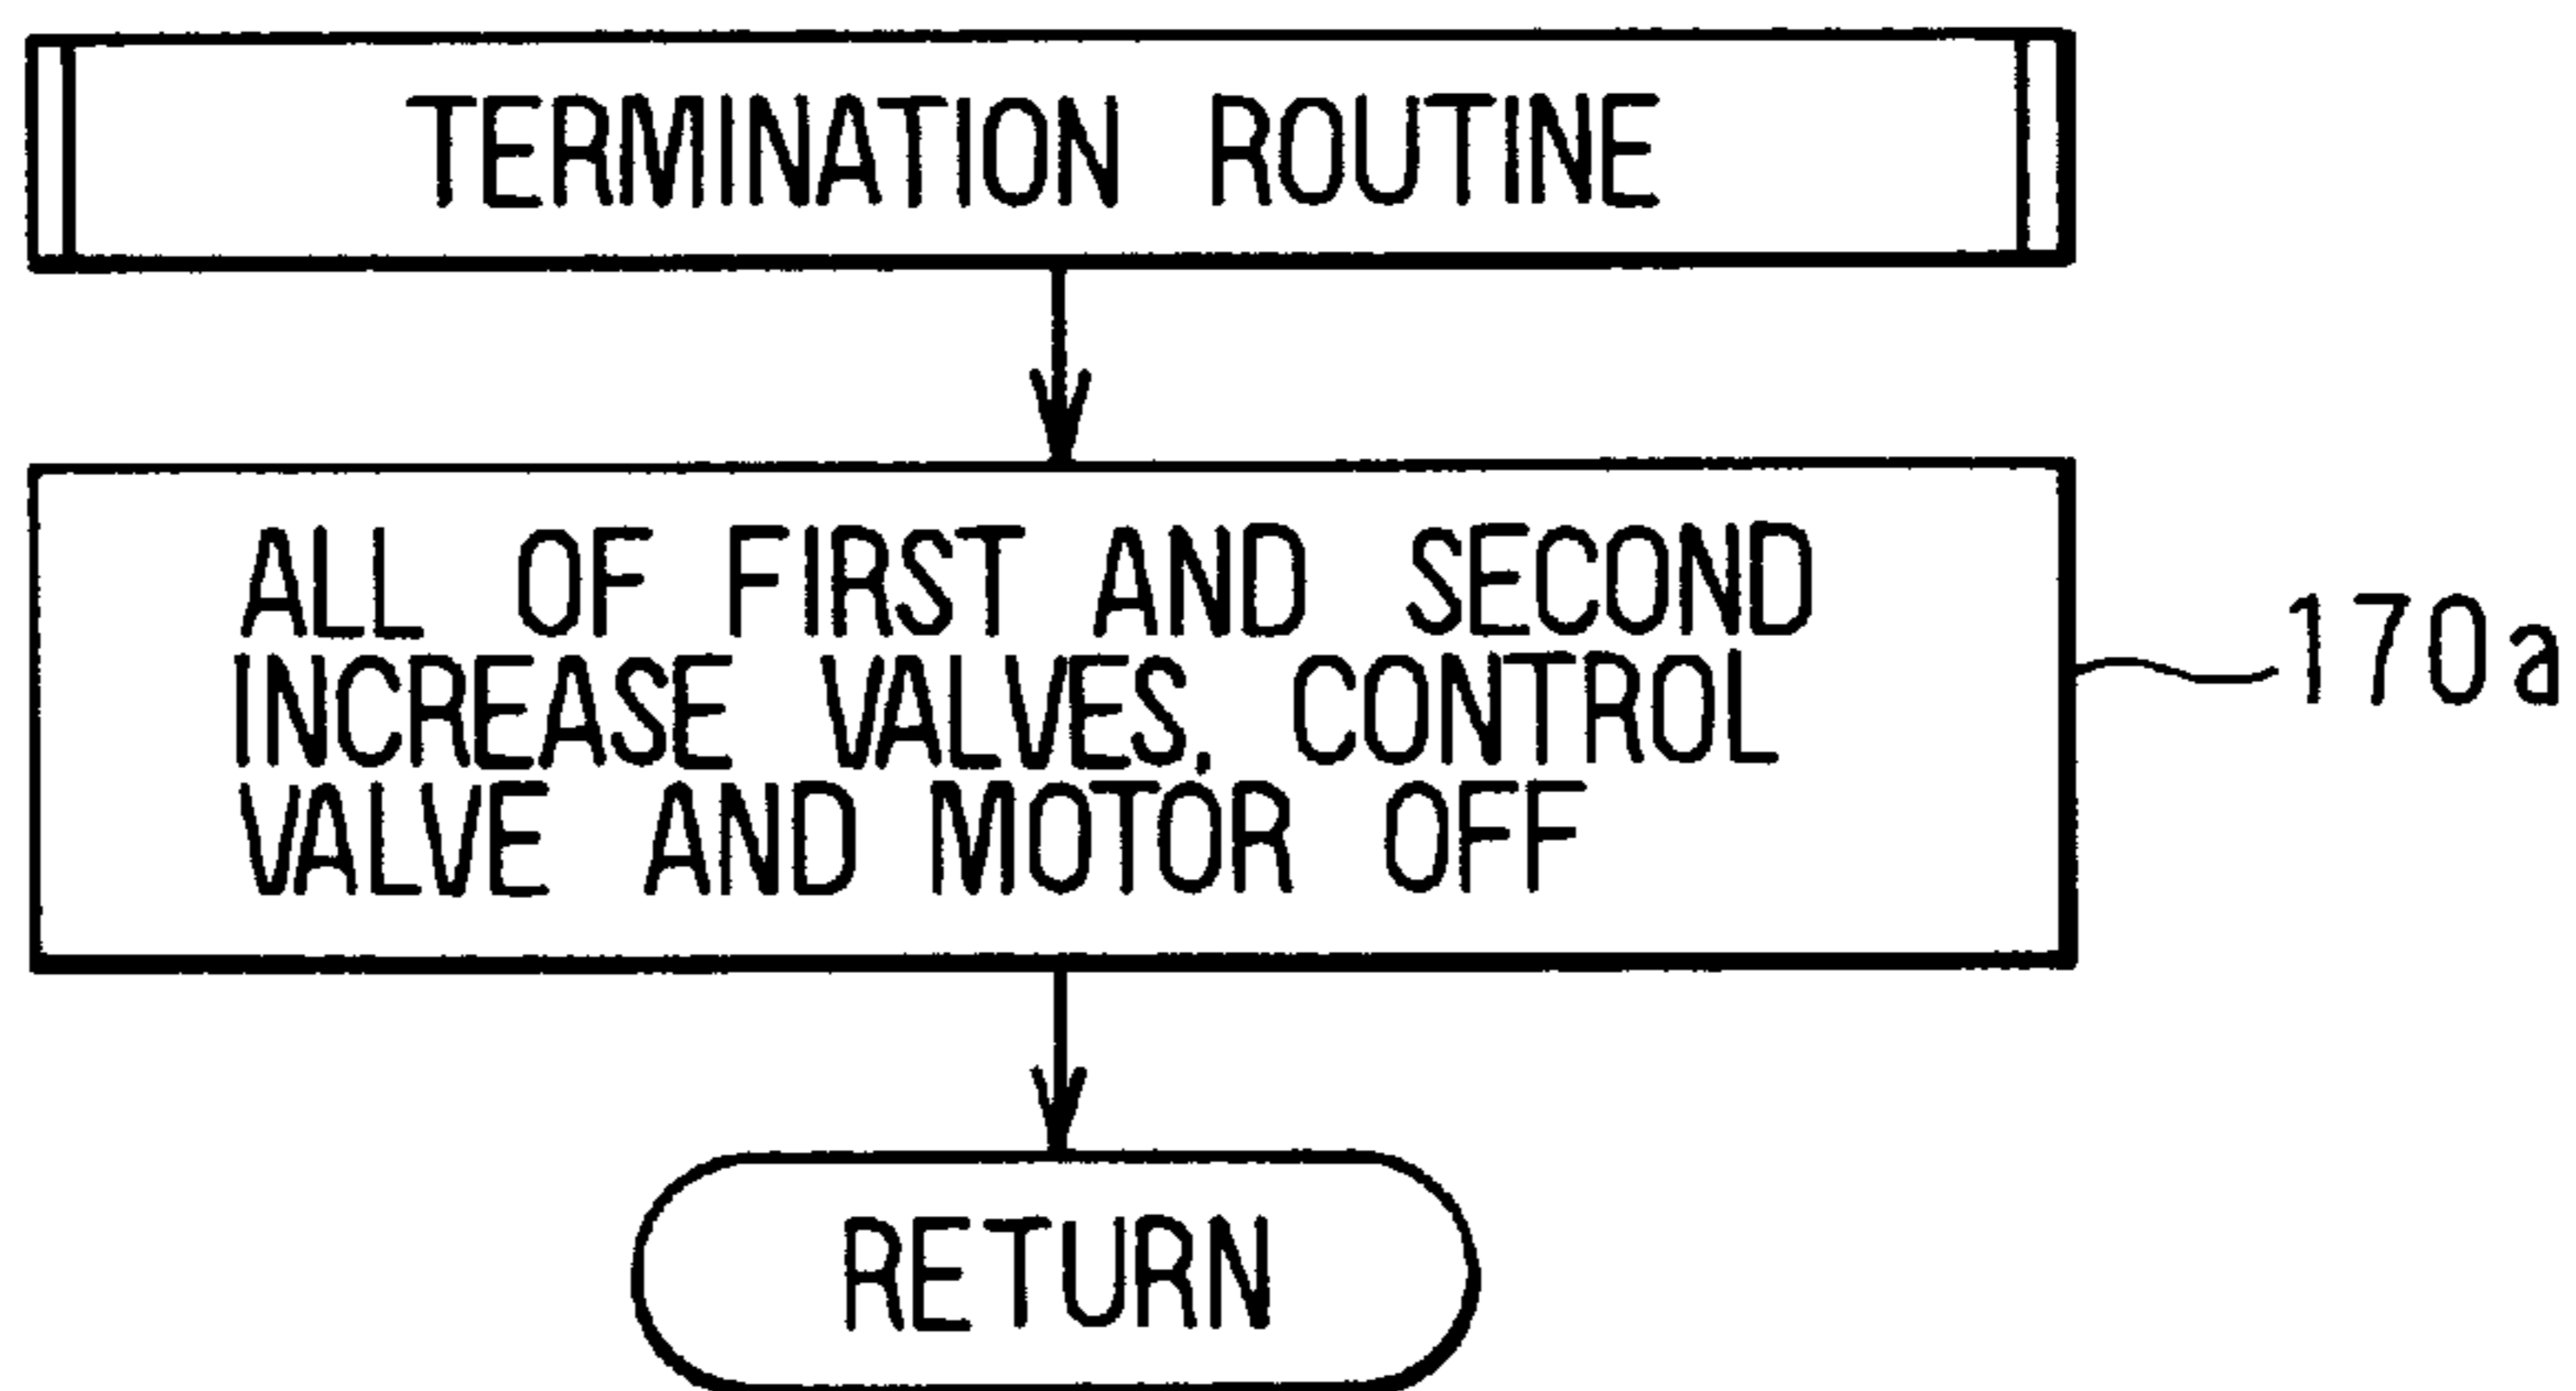 TERMINATION ROUTINE
ALL OF FIRST AND SECOND
INCREASE VALVES, CONTROL
VALVE AND MOTOR OFF
170a
RETURN